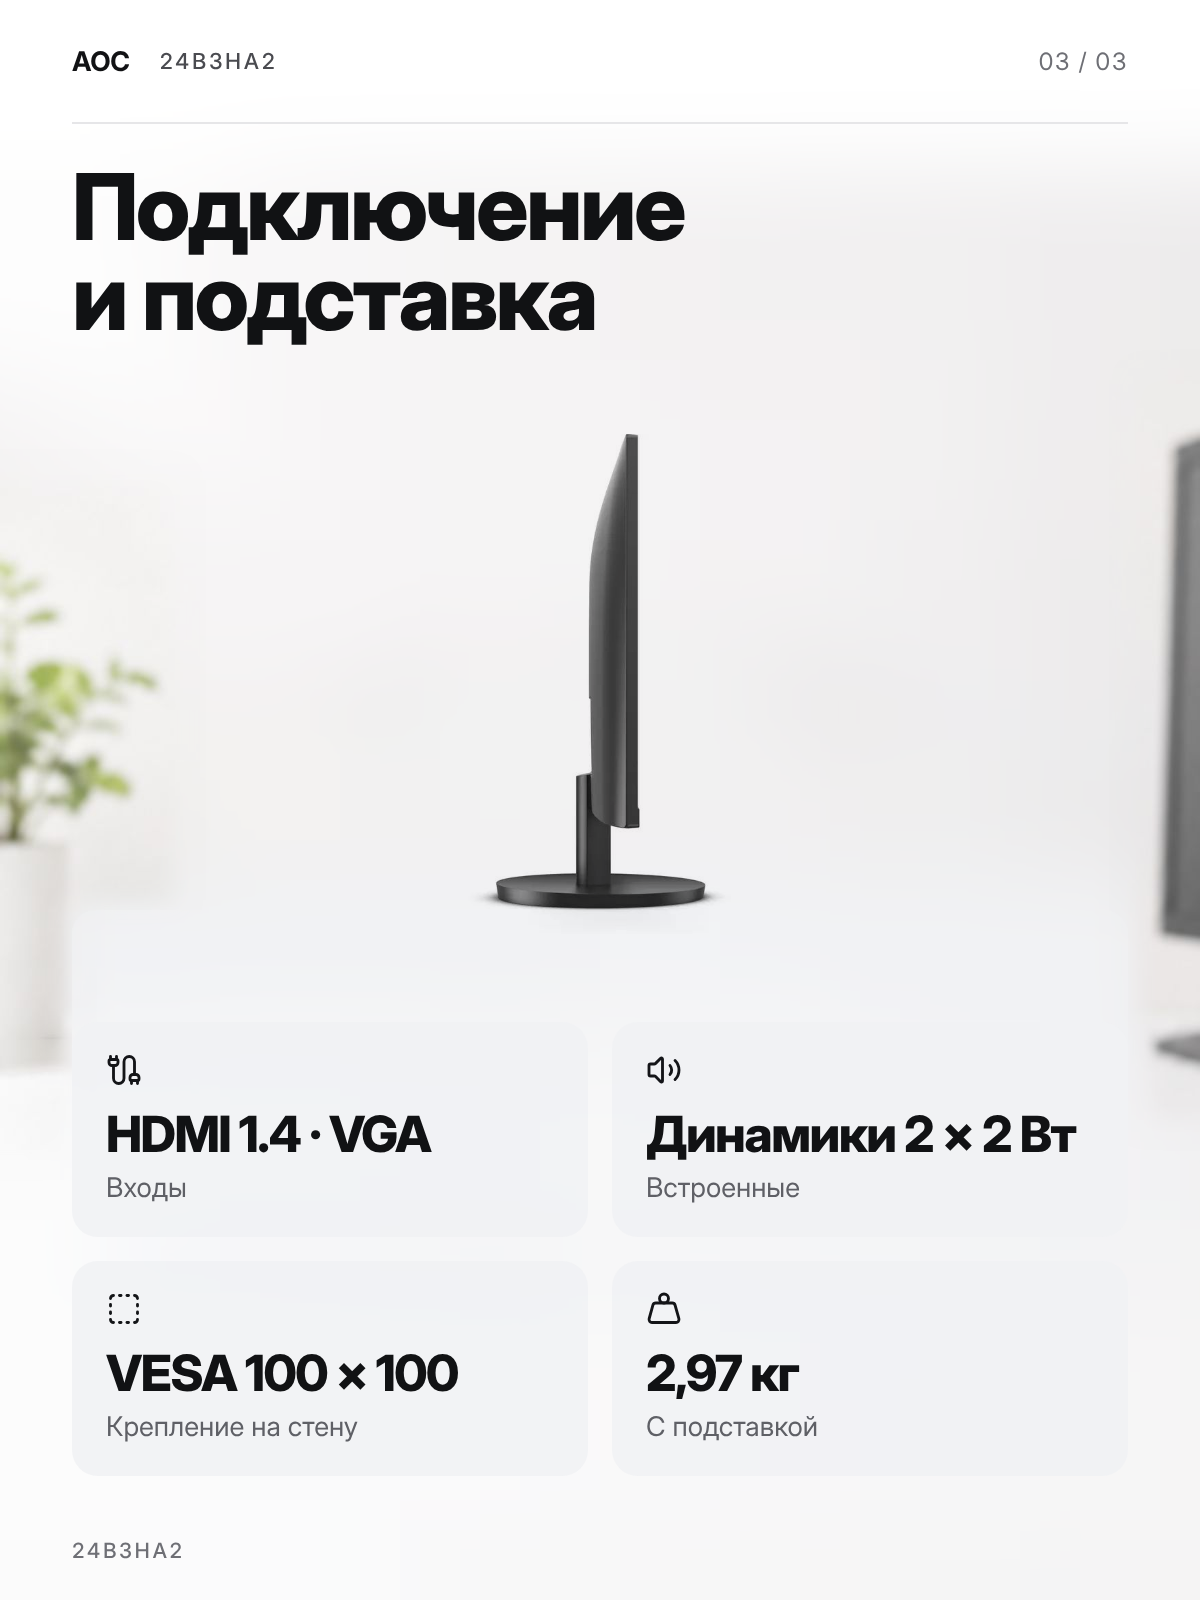 AOC 24B3HA2 03 / 03
Подключение
и подставка
HDMI 1.4 · VGA
Входы
Динамики 2 × 2 Вт
Встроенные
VESA 100 × 100
Крепление на стену
2,97 кг
С подставкой
24B3HA2